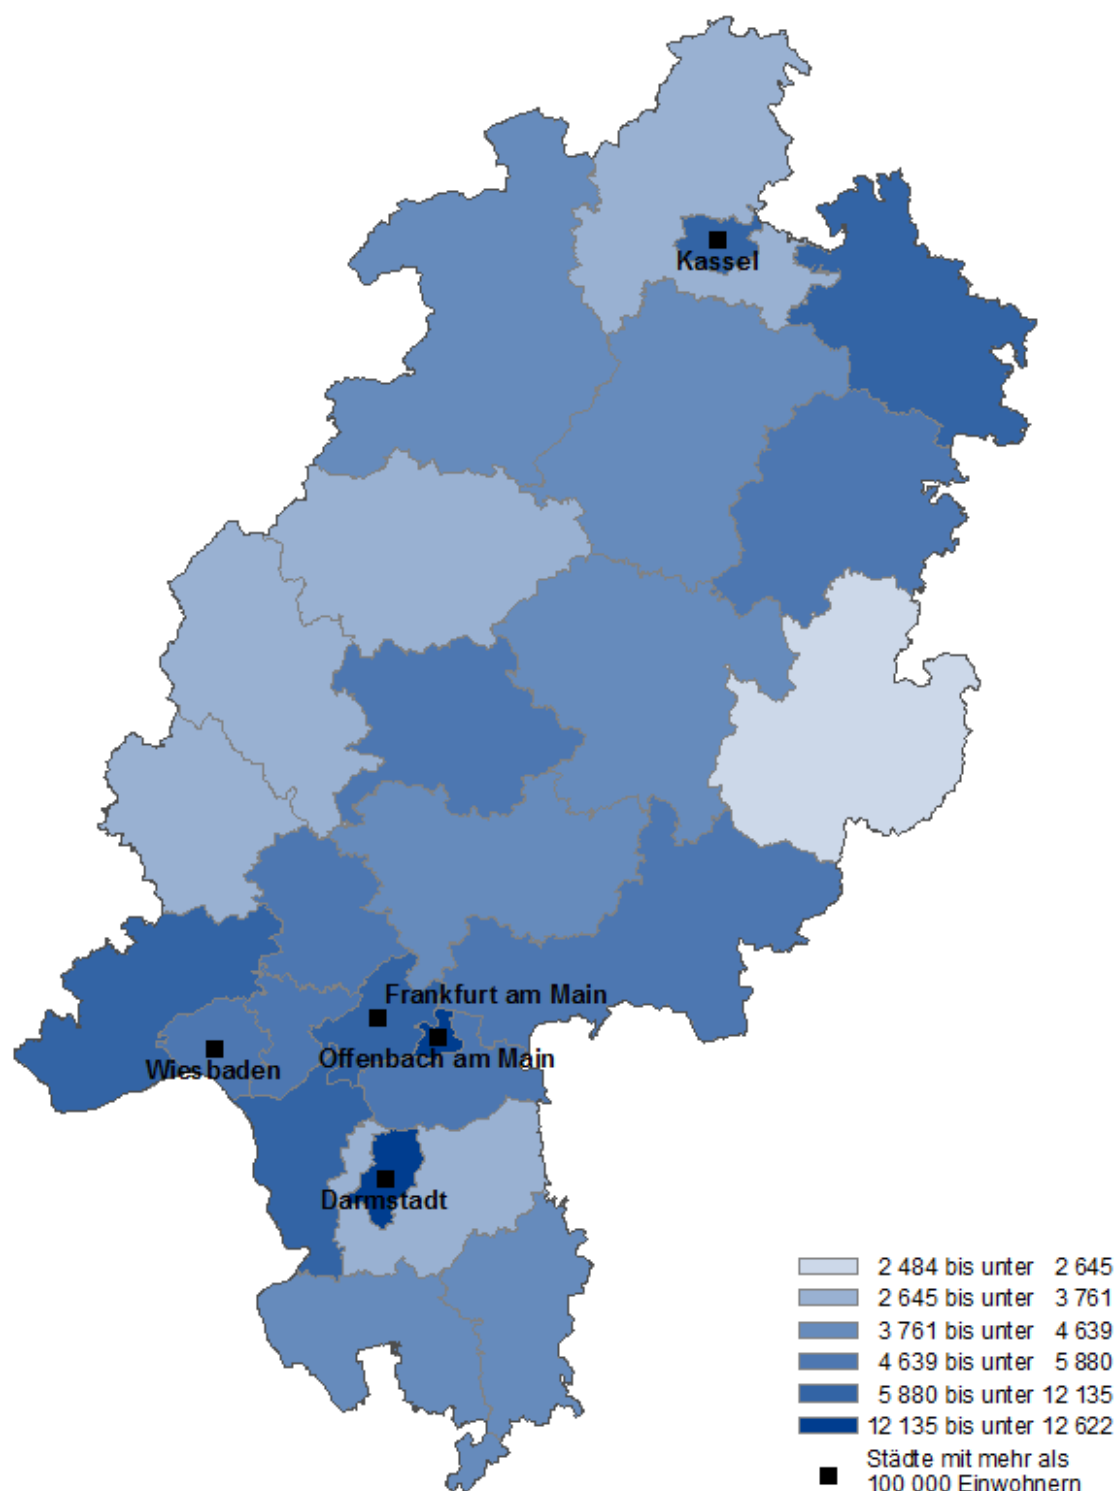 Kassel
Frankfurt am Main
Offenbach am Main
Wiesbaden
Darmstadt
2 484 bis unter 2 645
2 645 bis unter 3 761
3 761 bis unter 4 639
4 639 bis unter 5 880
5 880 bis unter 12 135
12 135 bis unter 12 622
Städte mit mehr als
100 000 Einwohnern